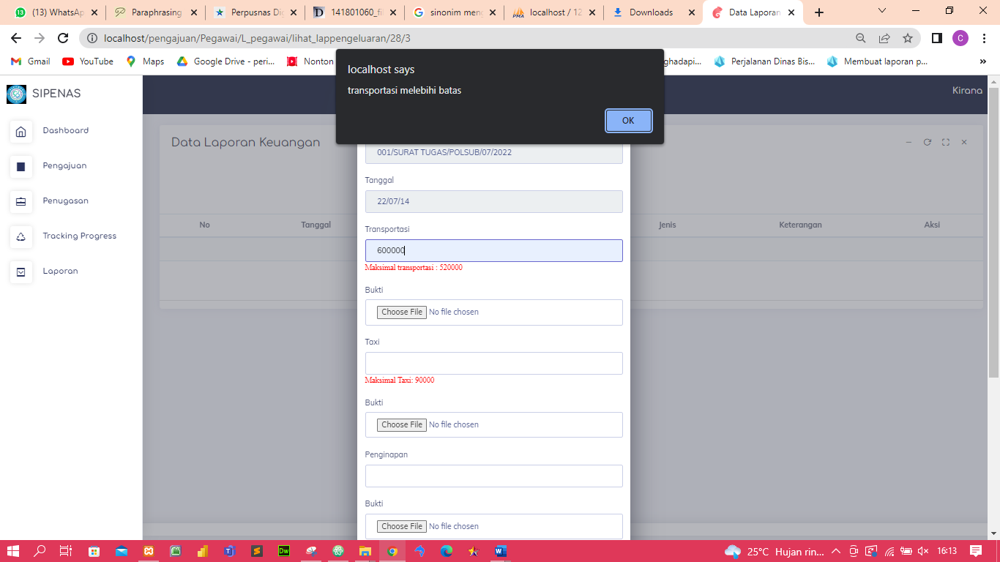 (13) WhatsAp
Paraphrasing
Perpusnas Dig
141801060_fil
sinonim meng
localhost / 12
Downloads
Data Laporan
localhost/pengajuan/Pegawai/L_pegawai/lihat_lappengeluaran/28/3
C
Gmail
YouTube
Maps
Google Drive - peri...
Nonton
ghadapi...
Perjalanan Dinas Bis...
Membuat laporan p...
localhost says
transportasi melebihi batas
OK
SIPENAS
Kirana
Dashboard
Pengajuan
Penugasan
Tracking Progress
Laporan
Data Laporan Keuangan
No
Tanggal
Jenis
Keterangan
Aksi
001/SURAT TUGAS/POLSUB/07/2022
Tanggal
22/07/14
Transportasi
600000
Maksimal transportasi : 520000
Bukti
Choose File No file chosen
Taxi
Maksimal Taxi: 90000
Bukti
Choose File No file chosen
Penginapan
Bukti
Choose File No file chosen
25°C Hujan rin...
16:13